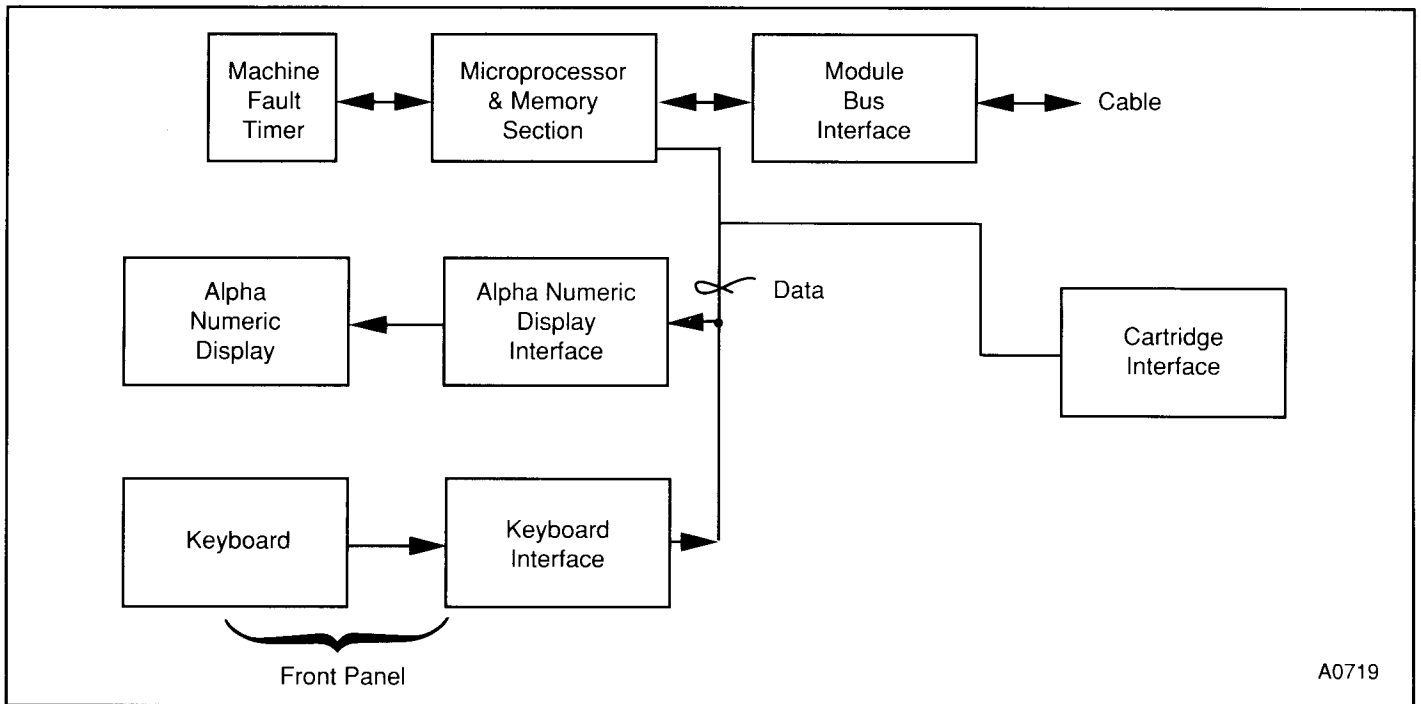 Machine
Fault
Timer
Microprocessor
& Memory
Section
Module
Bus
Interface
Cable
Alpha
Numeric
Display
Alpha Numeric
Display
Interface
Data
Cartridge
Interface
Keyboard
Keyboard
Interface
Front Panel
A0719